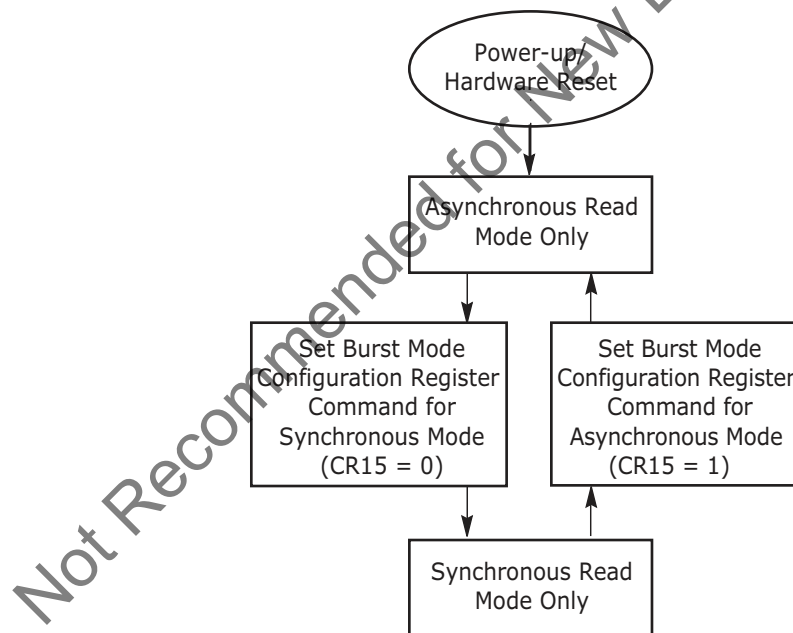 Power-up/
Hardware Reset
Asynchronous Read
Mode Only
Set Burst Mode
Configuration Register
Command for
Synchronous Mode
(CR15 = 0)
Set Burst Mode
Configuration Register
Command for
Asynchronous Mode
(CR15 = 1)
Synchronous Read
Mode Only
Not Recommended for New